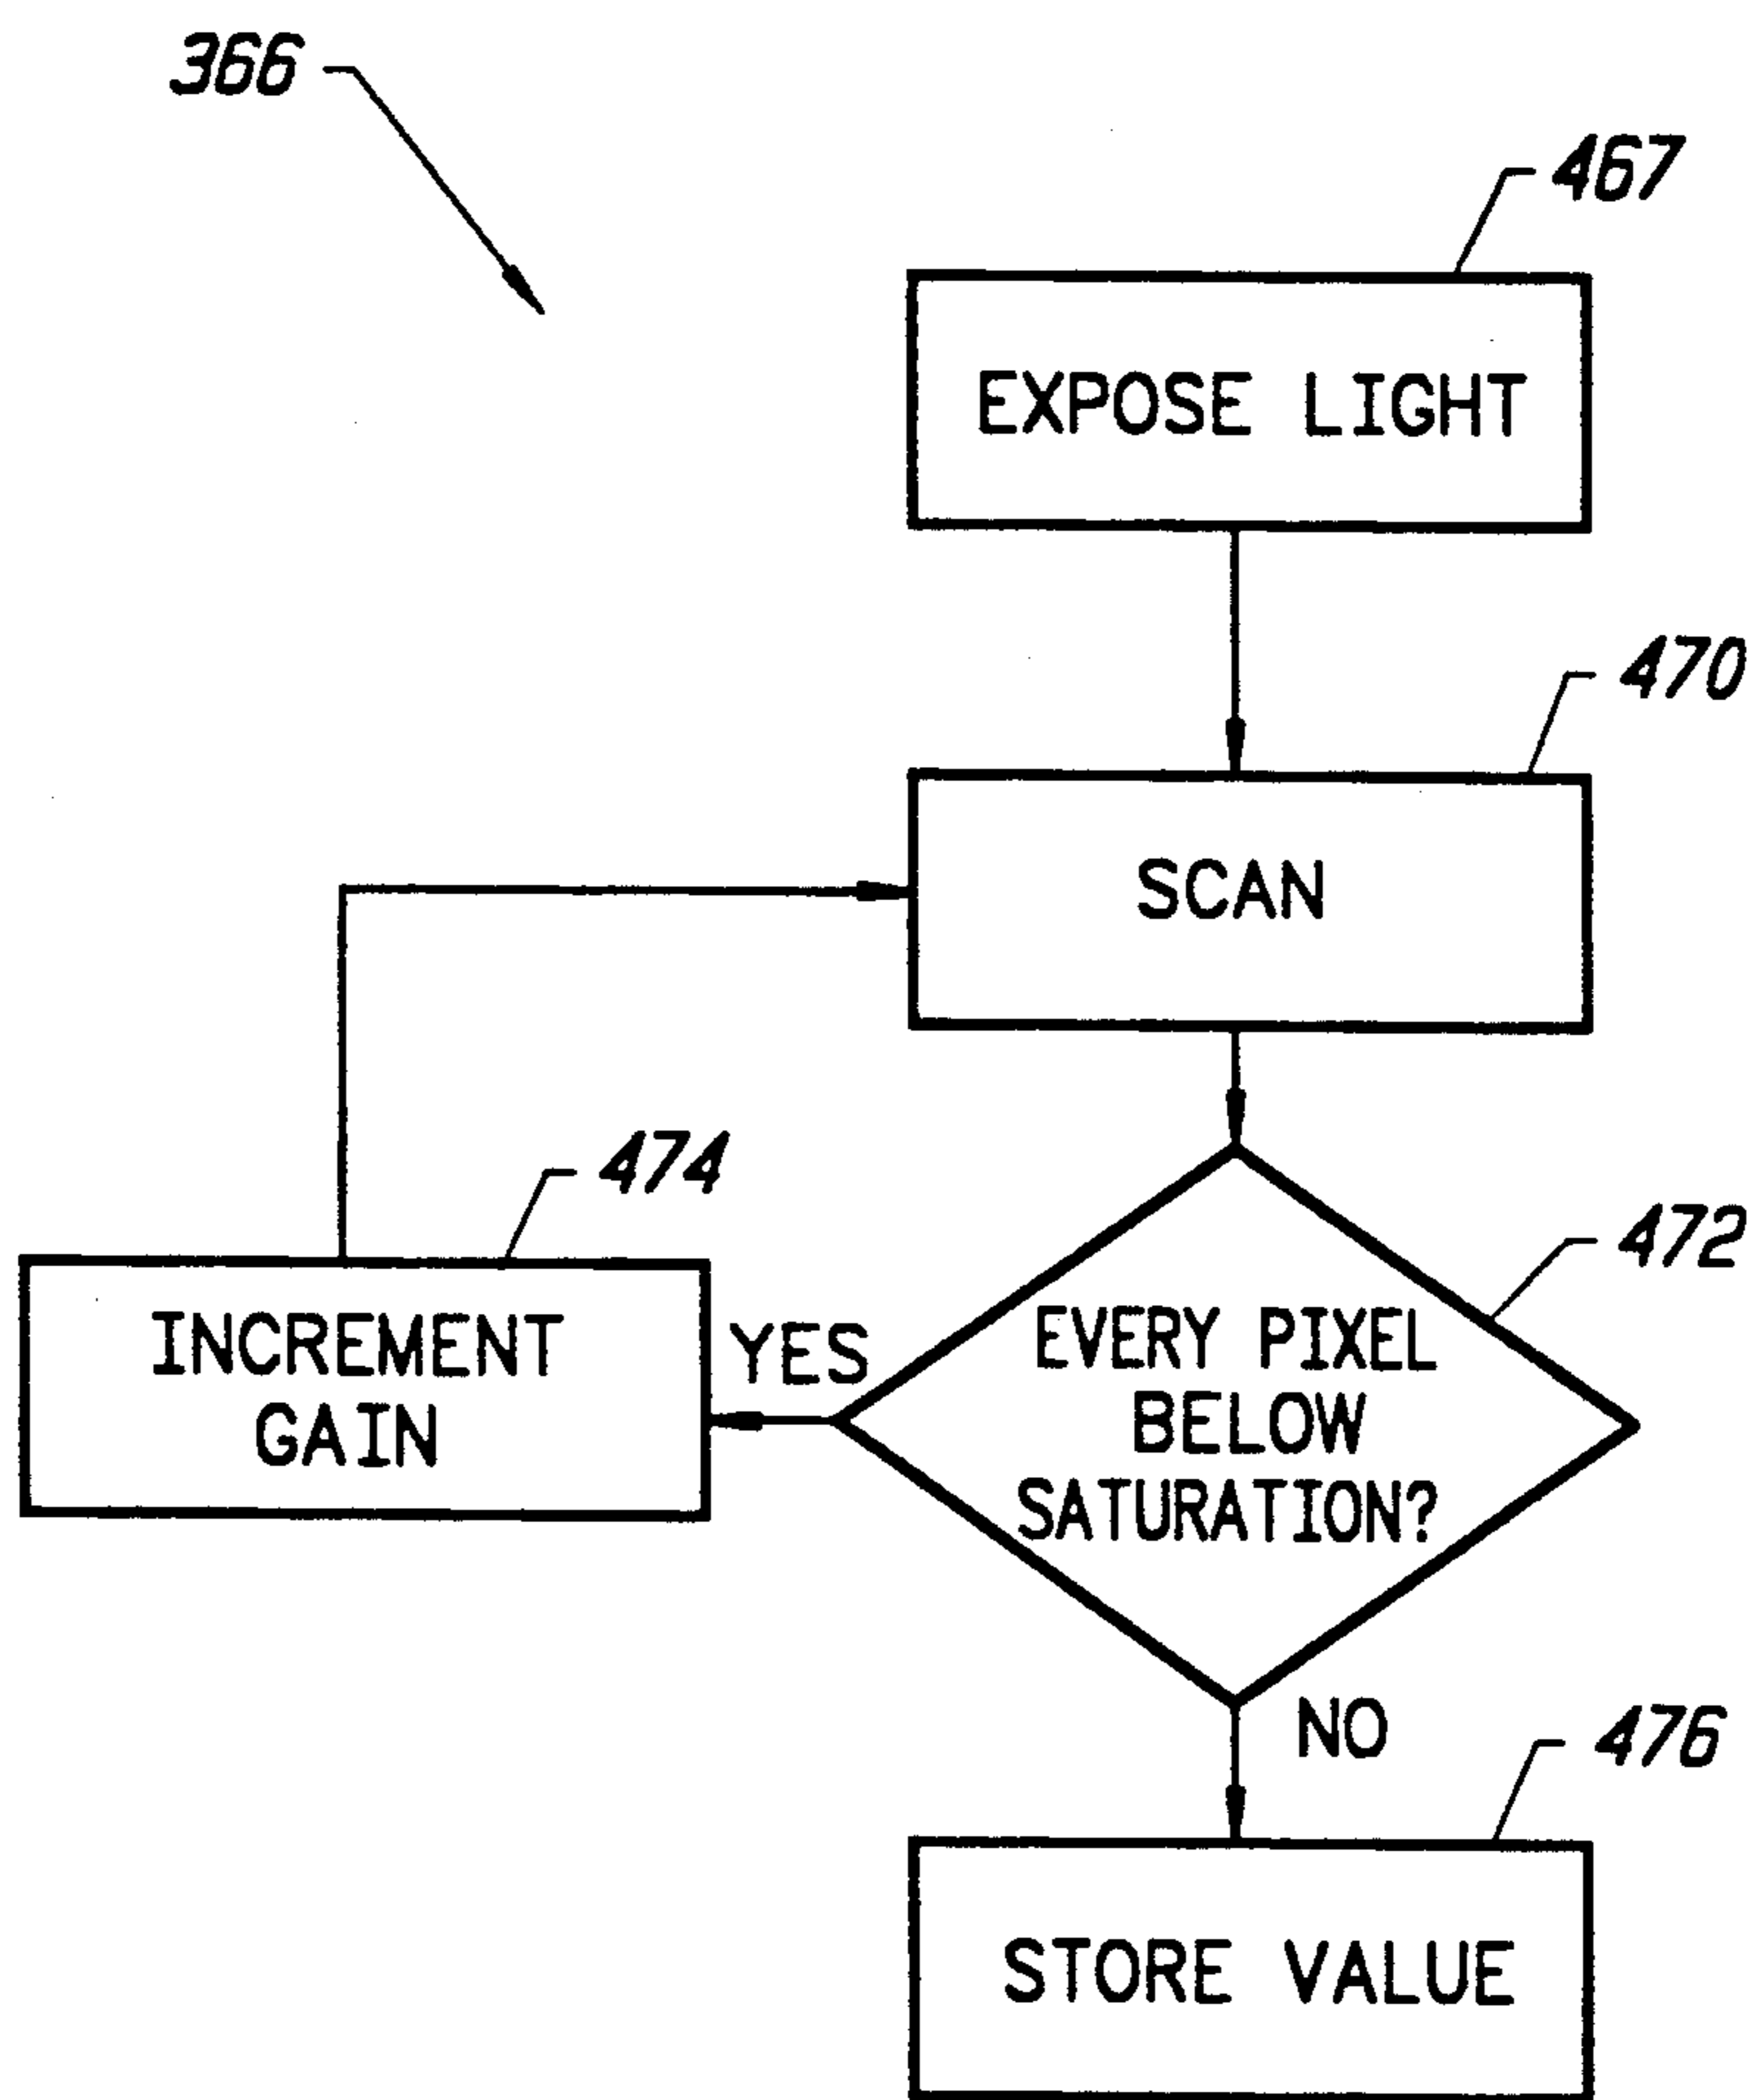 366
467
EXPOSE LIGHT
470
SCAN
474
472
INCREMENT
GAIN
YES
EVERY PIXEL
BELOW
SATURATION?
NO
476
STORE VALUE